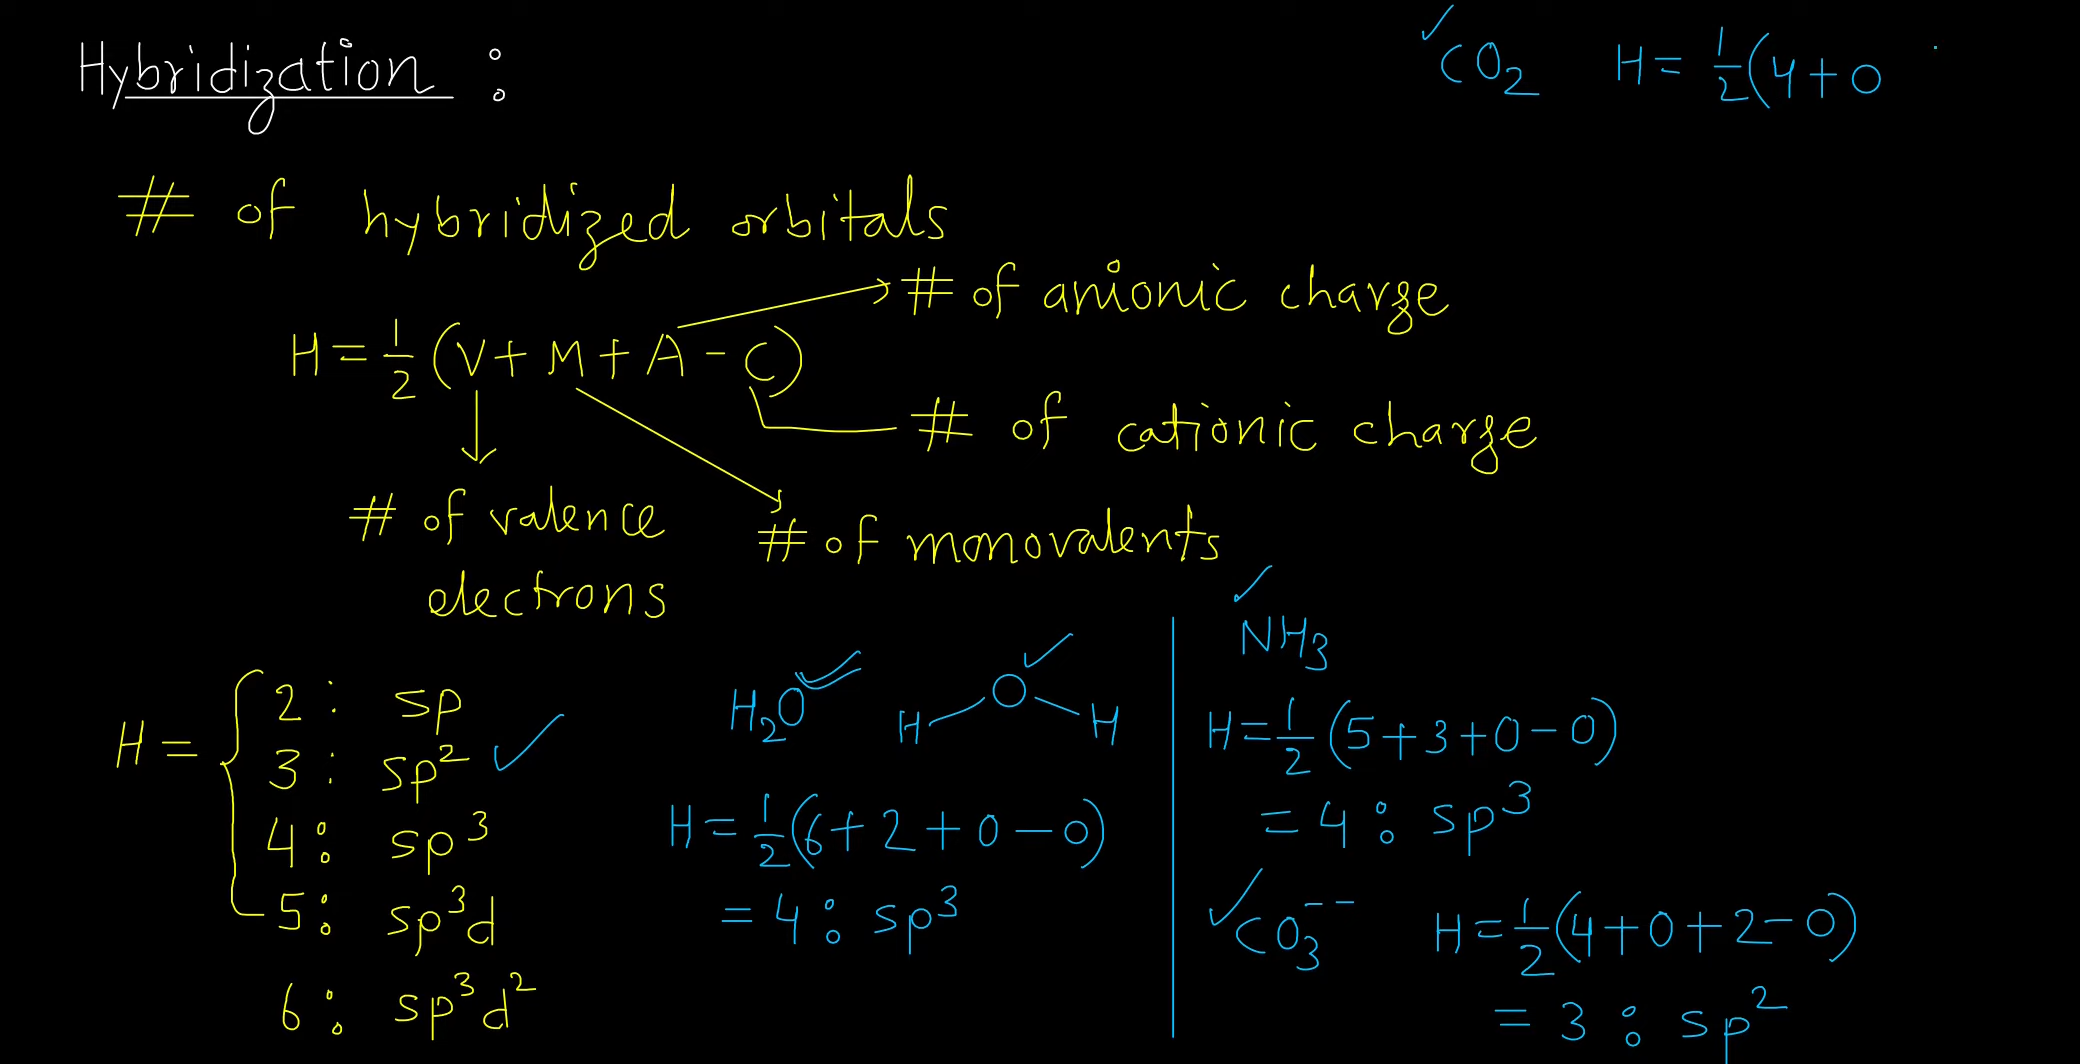 Hybridization :
CO₂ H = 1/2 (4 + 0
# of hybridized orbitals
H = 1/2 (V + M + A - C)
# of anionic charge
# of cationic charge
# of valence electrons
# of monovalents
H = {
2 : sp
3 : sp²
4 : sp³
5 : sp³d
6 : sp³d²
H₂O
H O H
H = 1/2 (6 + 2 + 0 - 0)
= 4 : sp³
NH₃
H = 1/2 (5 + 3 + 0 - 0)
= 4 : sp³
CO₃⁻⁻ H = 1/2 (4 + 0 + 2 - 0)
= 3 : sp²